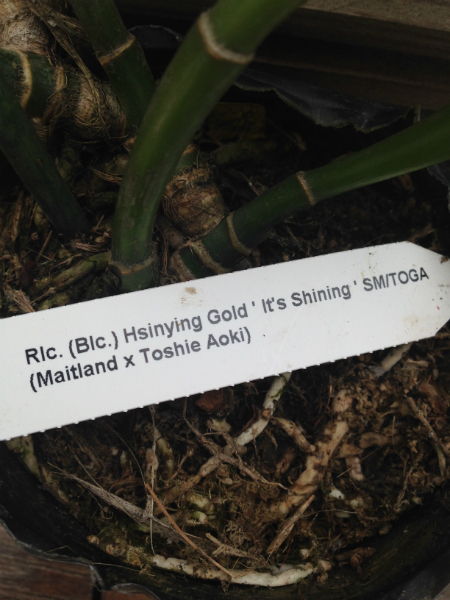 Rlc. (Blc.) Hsinying Gold ' It's Shining ' SM/TOGA
(Maitland x Toshie Aoki)